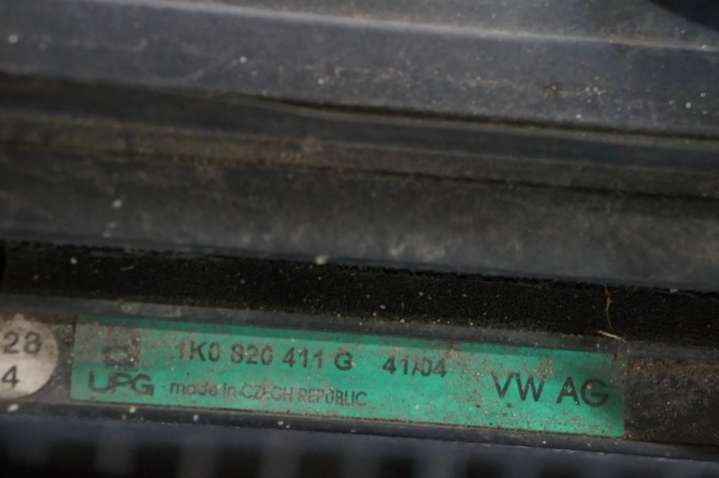 28
4
1K0 820 411 G 41/04
UPG made in CZECH REPUBLIC
VW AG